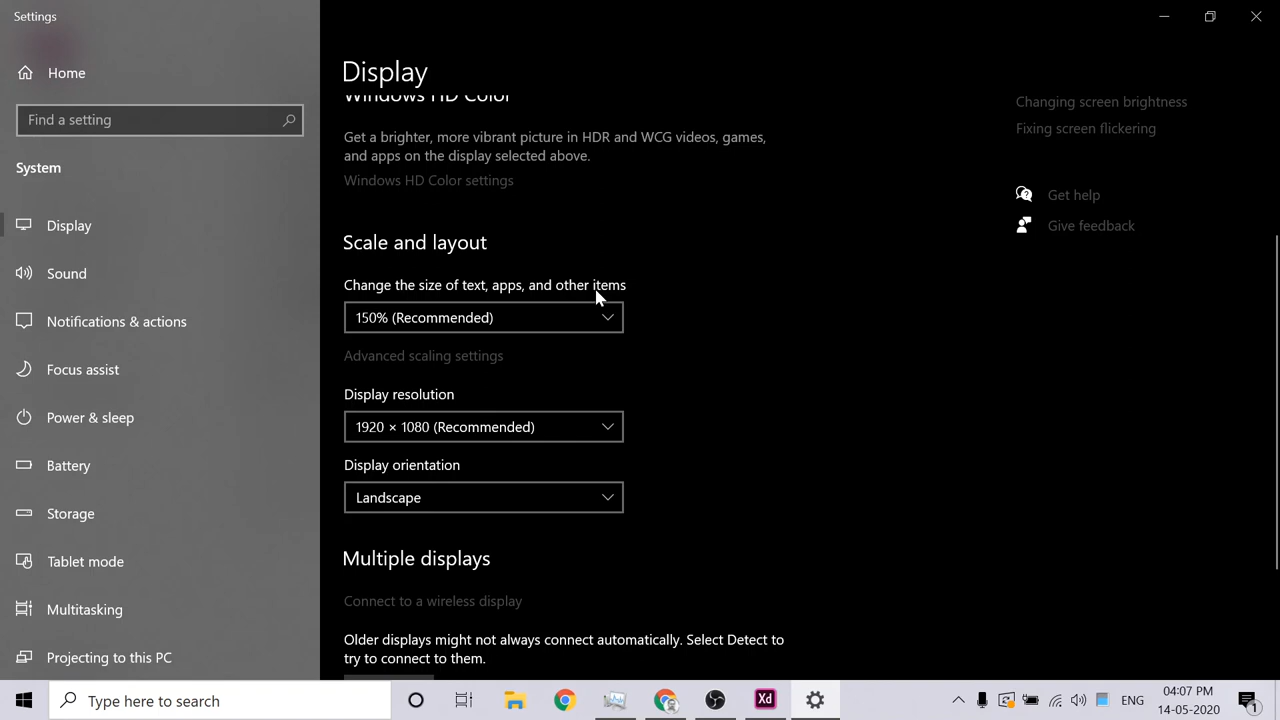 Settings
Home
Find a setting
System
Display
Sound
Notifications & actions
Focus assist
Power & sleep
Battery
Storage
Tablet mode
Multitasking
Projecting to this PC
Display
Windows HD Color
Get a brighter, more vibrant picture in HDR and WCG videos, games,
and apps on the display selected above.
Windows HD Color settings
Scale and layout
Change the size of text, apps, and other items
150% (Recommended)
Advanced scaling settings
Display resolution
1920 × 1080 (Recommended)
Display orientation
Landscape
Multiple displays
Connect to a wireless display
Older displays might not always connect automatically. Select Detect to
try to connect to them.
Changing screen brightness
Fixing screen flickering
Get help
Give feedback
Type here to search
Xd
ENG
04:07 PM
14-05-2020
1